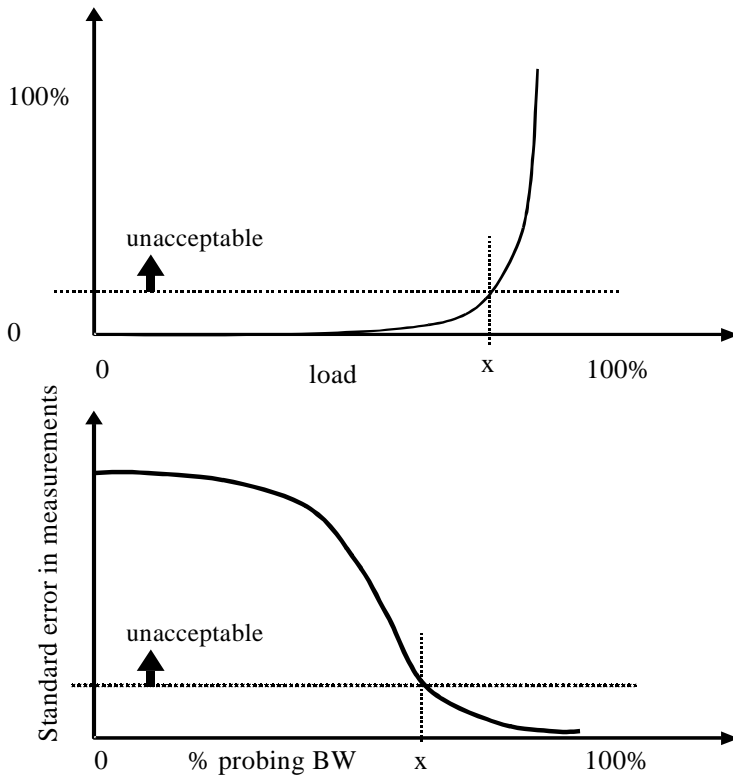 100%
unacceptable
0
0 load x 100%
Standard error in measurements
unacceptable
0 % probing BW x 100%